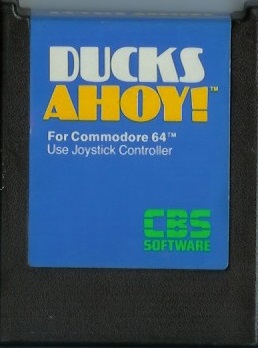 DUCKS
AHOY!™
For Commodore 64™
Use Joystick Controller
CBS
SOFTWARE